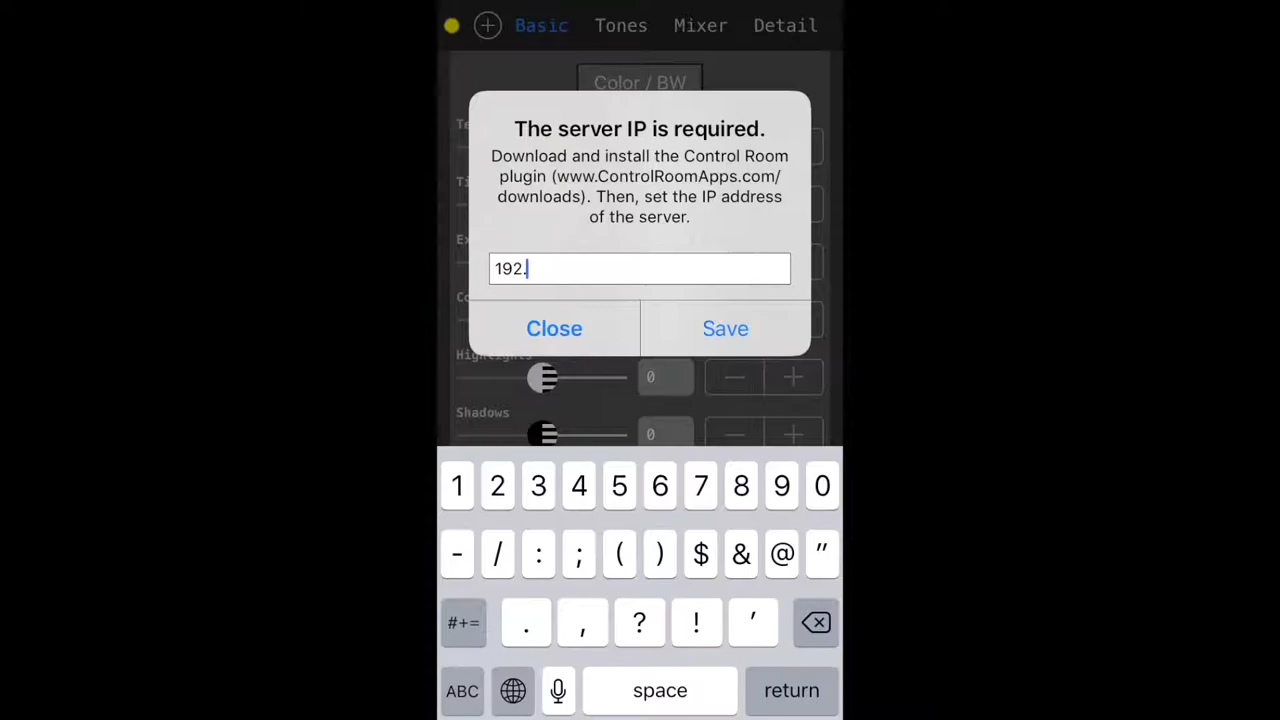 Basic Tones Mixer Detail
Color / BW
The server IP is required.
Download and install the Control Room
plugin (www.ControlRoomApps.com/
downloads). Then, set the IP address
of the server.
192.
Close Save
Highlights
0
Shadows
0
1 2 3 4 5 6 7 8 9 0
- / : ; ( ) $ & @ "
#+= . , ? ! '
ABC space return